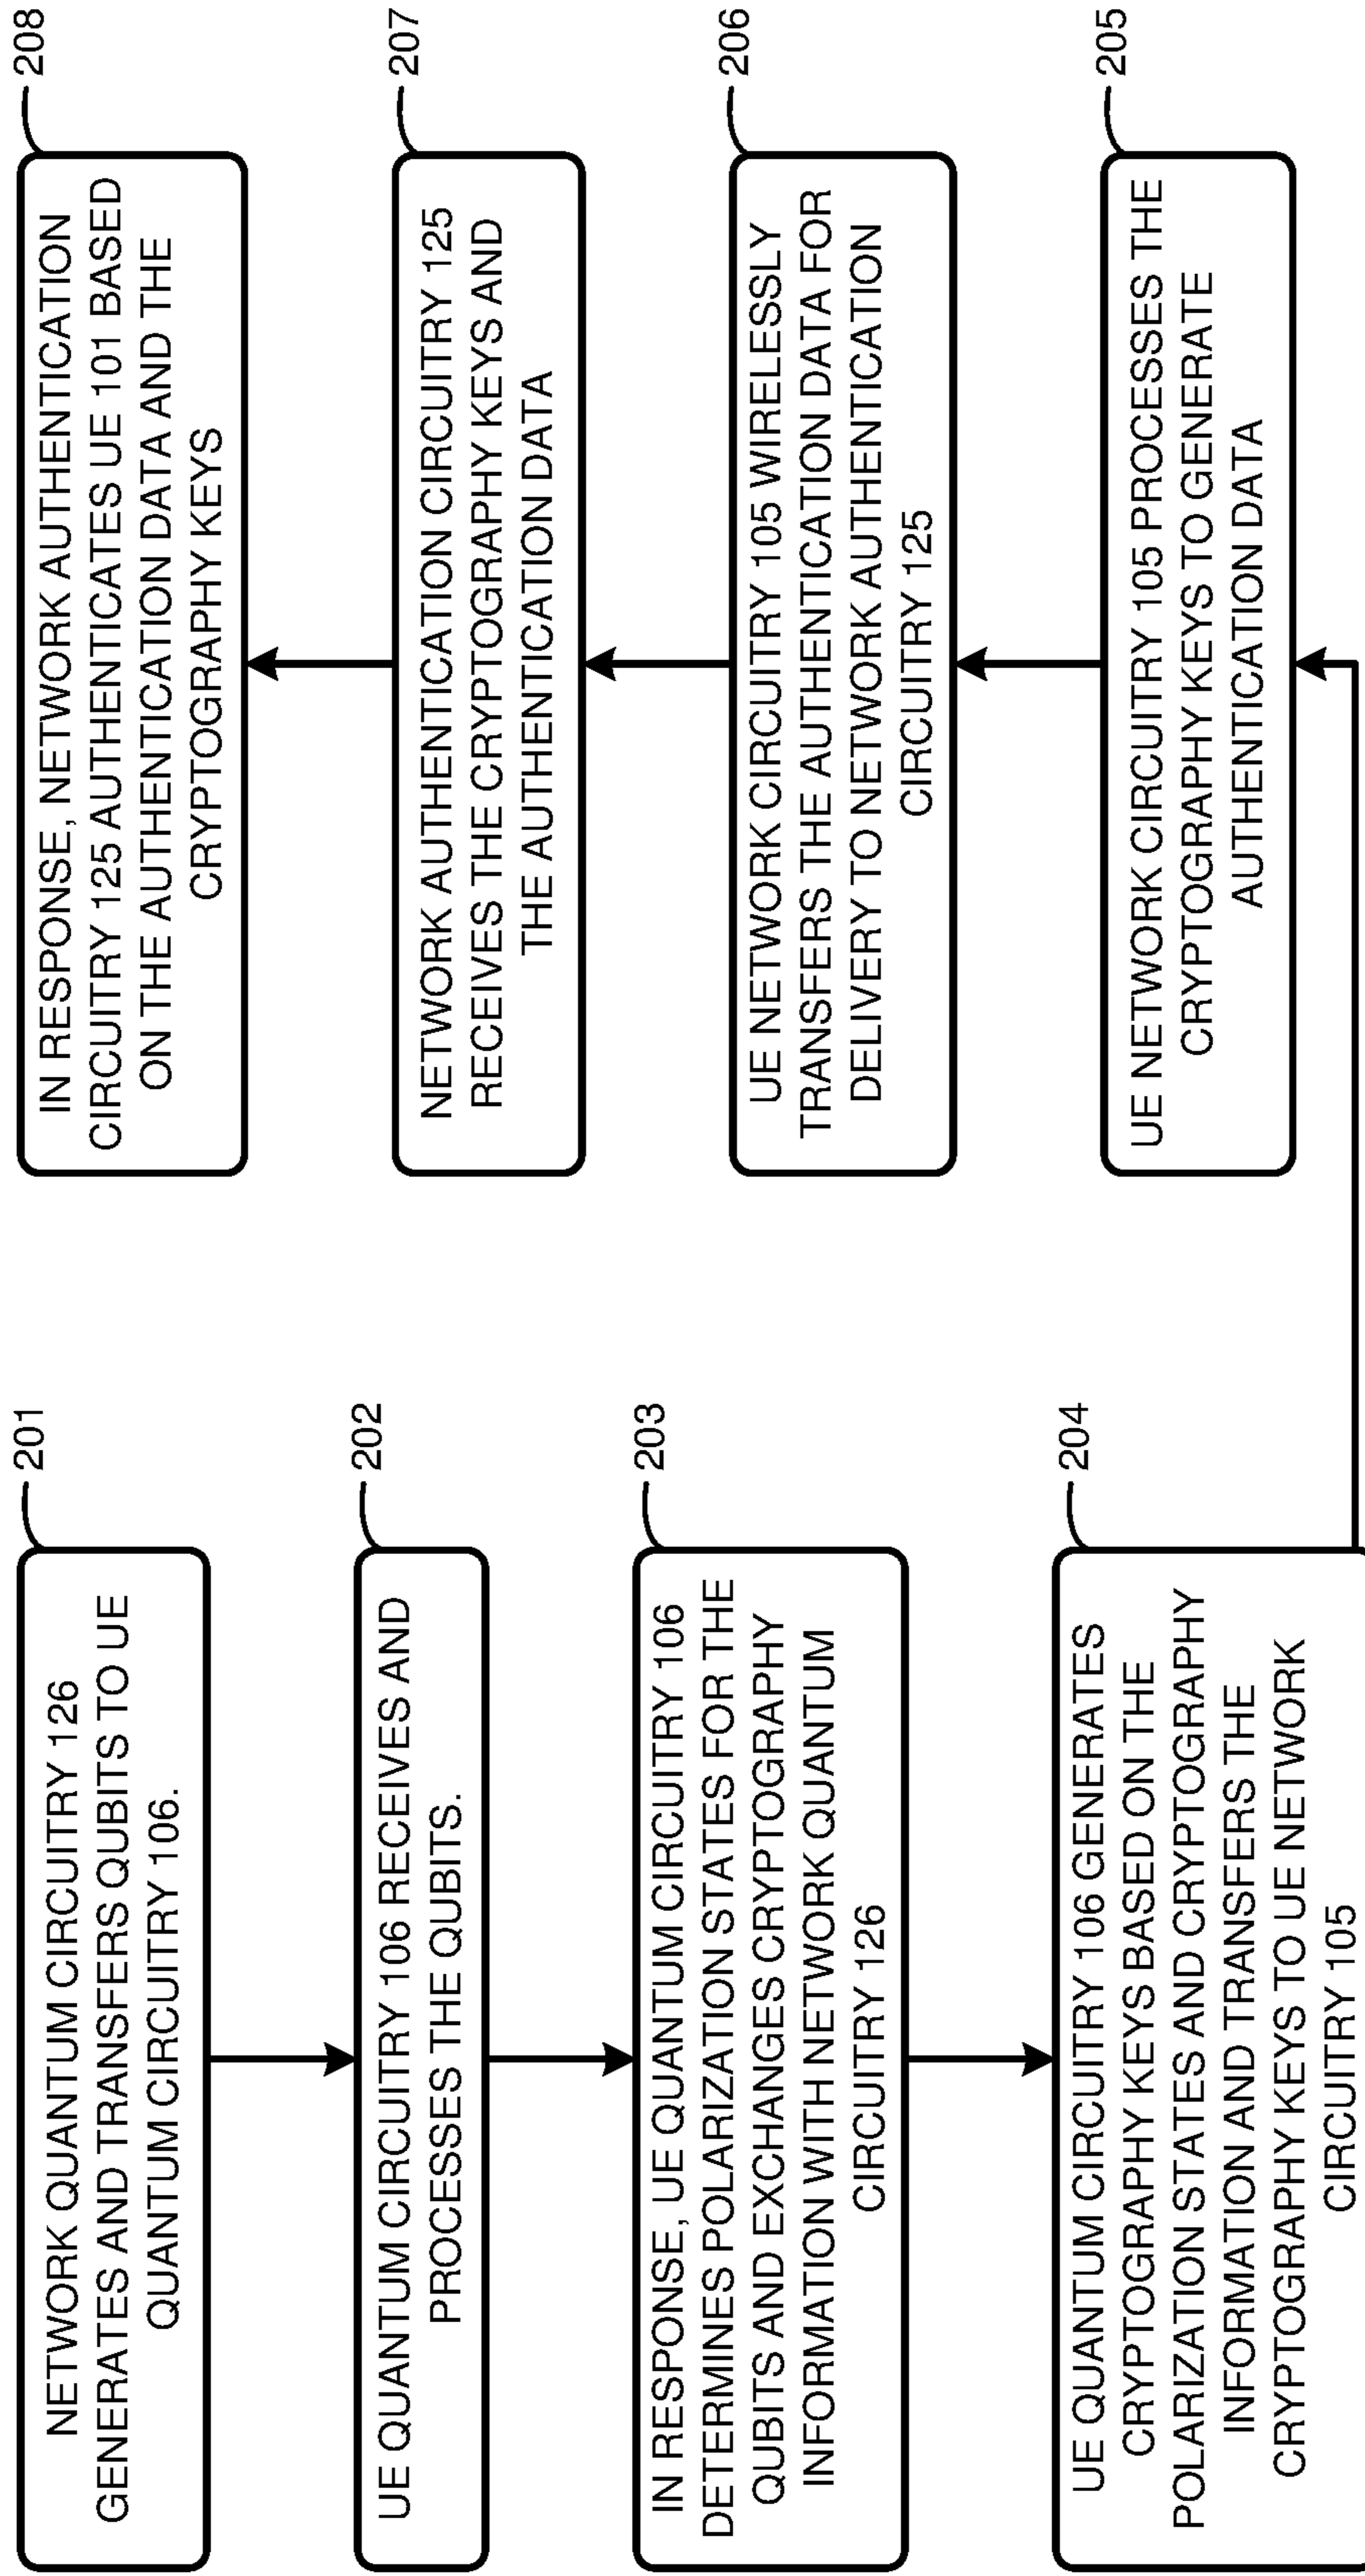 201
NETWORK QUANTUM CIRCUITRY 126
GENERATES AND TRANSFERS QUBITS TO UE
QUANTUM CIRCUITRY 106.
202
UE QUANTUM CIRCUITRY 106 RECEIVES AND
PROCESSES THE QUBITS.
203
IN RESPONSE, UE QUANTUM CIRCUITRY 106
DETERMINES POLARIZATION STATES FOR THE
QUBITS AND EXCHANGES CRYPTOGRAPHY
INFORMATION WITH NETWORK QUANTUM
CIRCUITRY 126
204
UE QUANTUM CIRCUITRY 106 GENERATES
CRYPTOGRAPHY KEYS BASED ON THE
POLARIZATION STATES AND CRYPTOGRAPHY
INFORMATION AND TRANSFERS THE
CRYPTOGRAPHY KEYS TO UE NETWORK
CIRCUITRY 105
205
UE NETWORK CIRCUITRY 105 PROCESSES THE
CRYPTOGRAPHY KEYS TO GENERATE
AUTHENTICATION DATA
206
UE NETWORK CIRCUITRY 105 WIRELESSLY
TRANSFERS THE AUTHENTICATION DATA FOR
DELIVERY TO NETWORK AUTHENTICATION
CIRCUITRY 125
207
NETWORK AUTHENTICATION CIRCUITRY 125
RECEIVES THE CRYPTOGRAPHY KEYS AND
THE AUTHENTICATION DATA
208
IN RESPONSE, NETWORK AUTHENTICATION
CIRCUITRY 125 AUTHENTICATES UE 101 BASED
ON THE AUTHENTICATION DATA AND THE
CRYPTOGRAPHY KEYS